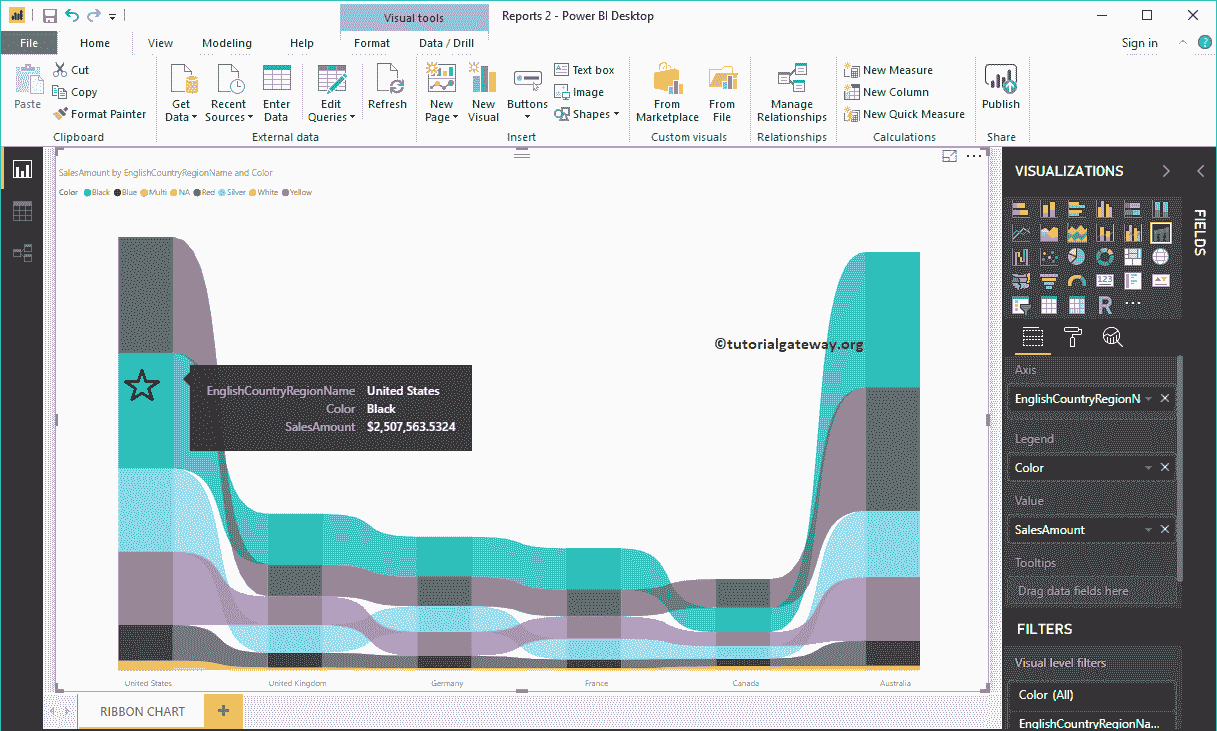 Visual tools
Reports 2 - Power BI Desktop
File Home View Modeling Help Format Data / Drill Sign in ?
Paste
Cut
Copy
Format Painter
Clipboard
Get Data
Recent Sources
Enter Data
Edit Queries
External data
Refresh
New Page
New Visual
Buttons
Text box
Image
Shapes
Insert
From Marketplace
From File
Custom visuals
Manage Relationships
Relationships
New Measure
New Column
New Quick Measure
Calculations
Publish
Share
SalesAmount by EnglishCountryRegionName and Color
Color Black Blue Multi NA Red Silver White Yellow
©tutorialgateway.org
EnglishCountryRegionName United States
Color Black
SalesAmount $2,507,563.5324
United States United Kingdom Germany France Canada Australia
RIBBON CHART +
VISUALIZATIONS
FIELDS
123
R
Axis
EnglishCountryRegionN
Legend
Color
Value
SalesAmount
Tooltips
Drag data fields here
FILTERS
Visual level filters
Color (All)
EnglishCountryRegionNa...